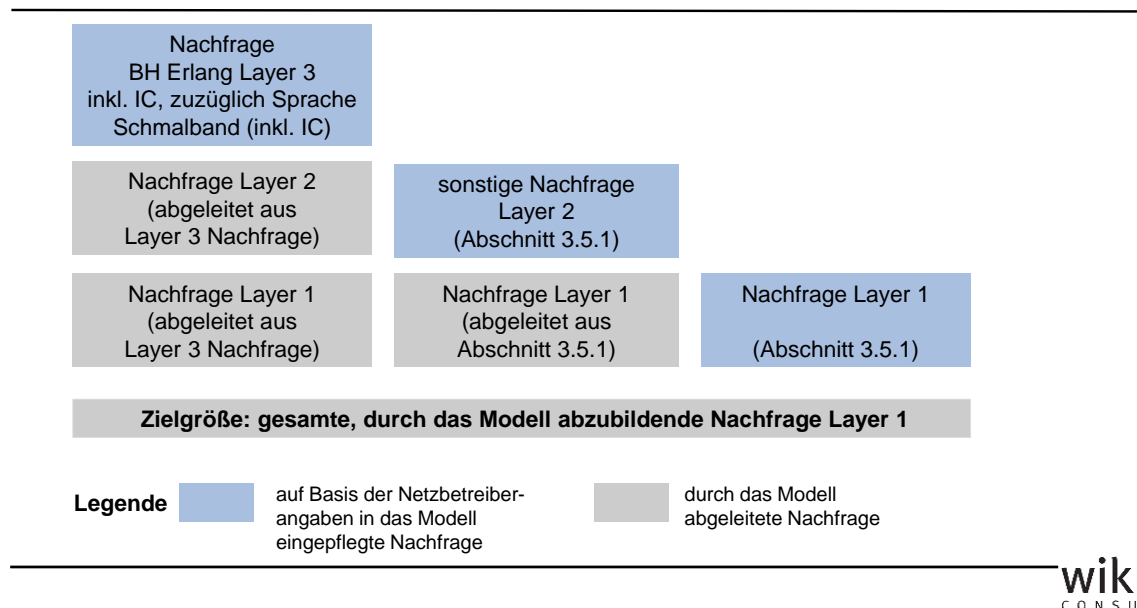 Nachfrage
BH Erlang Layer 3
inkl. IC, zuzüglich Sprache
Schmalband (inkl. IC)
Nachfrage Layer 2
(abgeleitet aus
Layer 3 Nachfrage)
sonstige Nachfrage
Layer 2
(Abschnitt 3.5.1)
Nachfrage Layer 1
(abgeleitet aus
Layer 3 Nachfrage)
Nachfrage Layer 1
(abgeleitet aus
Abschnitt 3.5.1)
Nachfrage Layer 1
(Abschnitt 3.5.1)
Zielgröße: gesamte, durch das Modell abzubildende Nachfrage Layer 1
Legende
auf Basis der Netzbetreiber-
angaben in das Modell
eingepflegte Nachfrage
durch das Modell
abgeleitete Nachfrage
wik
CONSU